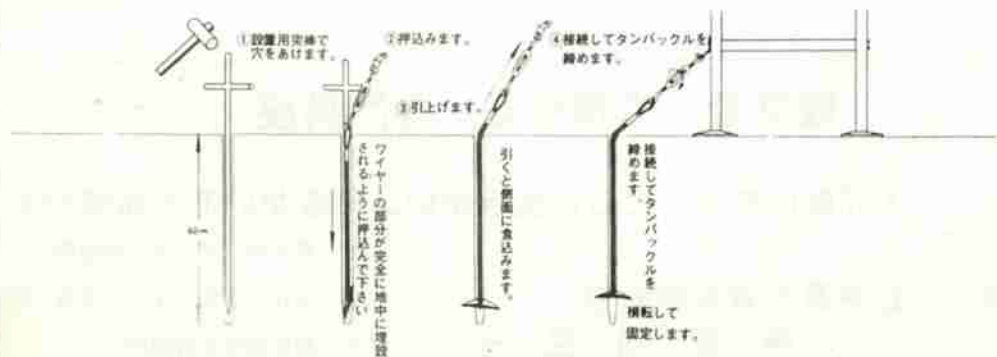 ①設置用突棒で
穴をあけます。
②押込みます。
③引上げます。
④接続してタンバックルを
締めます。
ワイヤーの部分が完全に地中に埋設
されるように押込んで下さい
引くと側面に食込みます。
接続してタンバックルを
締めます。
横転して
固定します。